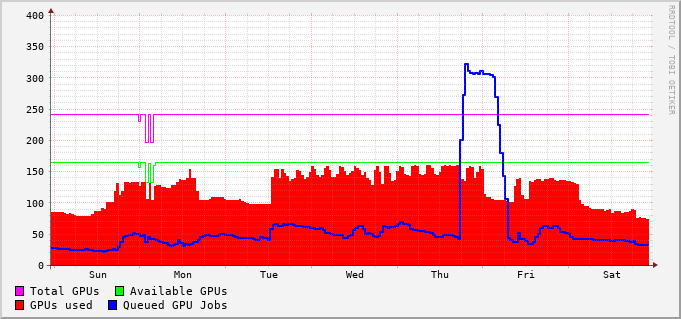 400
350
300
250
200
150
100
50
0
Sun Mon Tue Wed Thu Fri Sat
RRDTOOL / TOBI OETIKER
Total GPUs Available GPUs
GPUs used Queued GPU Jobs